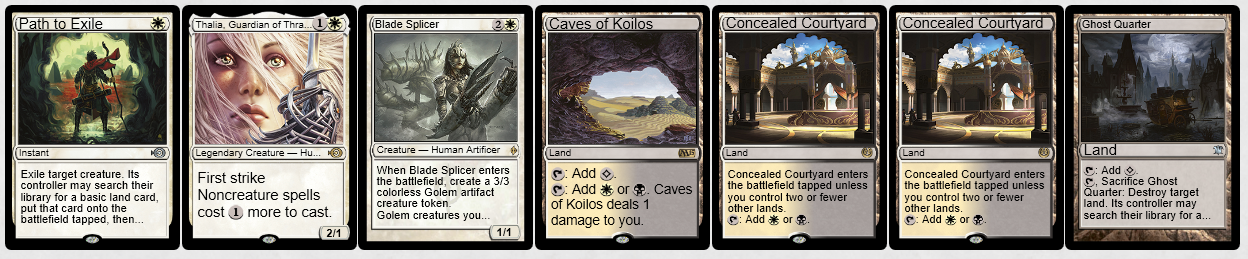 Path to Exile
Instant
Exile target creature. Its
controller may search their
library for a basic land card,
put that card onto the
battlefield tapped, then...
Thalia, Guardian of Thra... 1
Legendary Creature — Hu...
First strike
Noncreature spells
cost 1 more to cast.
2/1
Blade Splicer 2
Creature — Human Artificer
When Blade Splicer enters
the battlefield, create a 3/3
colorless Golem artifact
creature token.
Golem creatures you...
1/1
Caves of Koilos
Land
M15
: Add .
: Add or . Caves
of Koilos deals 1
damage to you.
Concealed Courtyard
Land
Concealed Courtyard enters
the battlefield tapped unless
you control two or fewer
other lands.
: Add or .
Concealed Courtyard
Land
Concealed Courtyard enters
the battlefield tapped unless
you control two or fewer
other lands.
: Add or .
Ghost Quarter
Land
: Add .
, Sacrifice Ghost
Quarter: Destroy target
land. Its controller may
search their library for a...